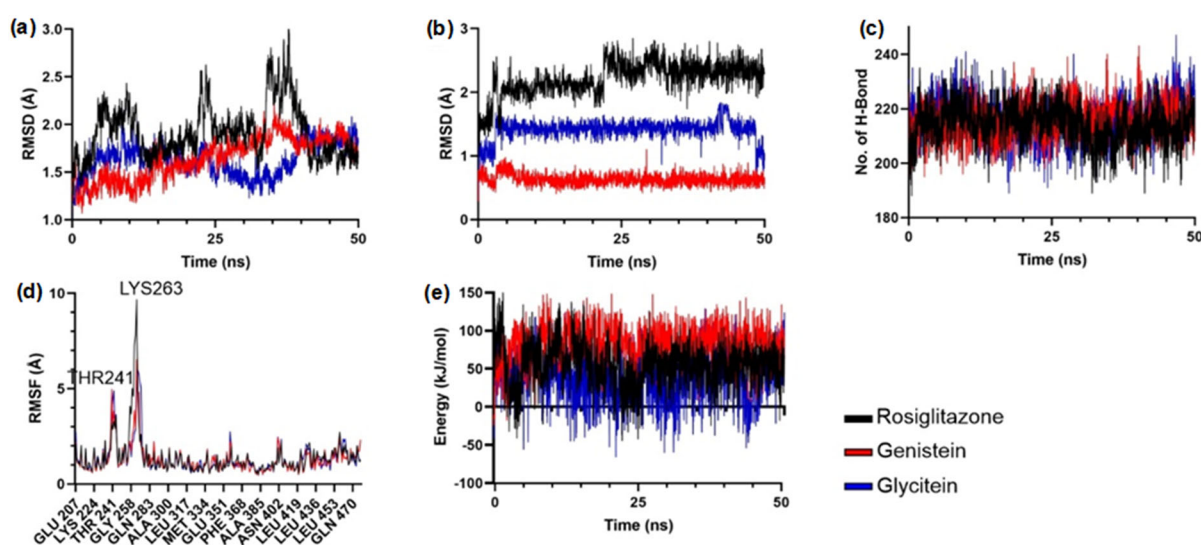 (a)
3.0
2.5
2.0
1.5
1.0
RMSD (Å)
0
25
50
Time (ns)
(b)
3
2
1
0
RMSD (Å)
0
25
50
Time (ns)
(c)
240
220
200
180
No. of H-Bond
0
25
50
Time (ns)
(d)
LYS263
THR241
10
5
0
RMSF (Å)
GLU 207
LYS 224
THR 241
GLY 258
GLN 283
ALA 300
LEU 317
MET 334
GLU 351
PHE 368
ALA 385
ASN 402
LEU 419
LEU 436
LEU 453
GLN 470
(e)
150
100
50
0
-50
-100
Energy (kJ/mol)
0
25
50
Time (ns)
Rosiglitazone
Genistein
Glycitein